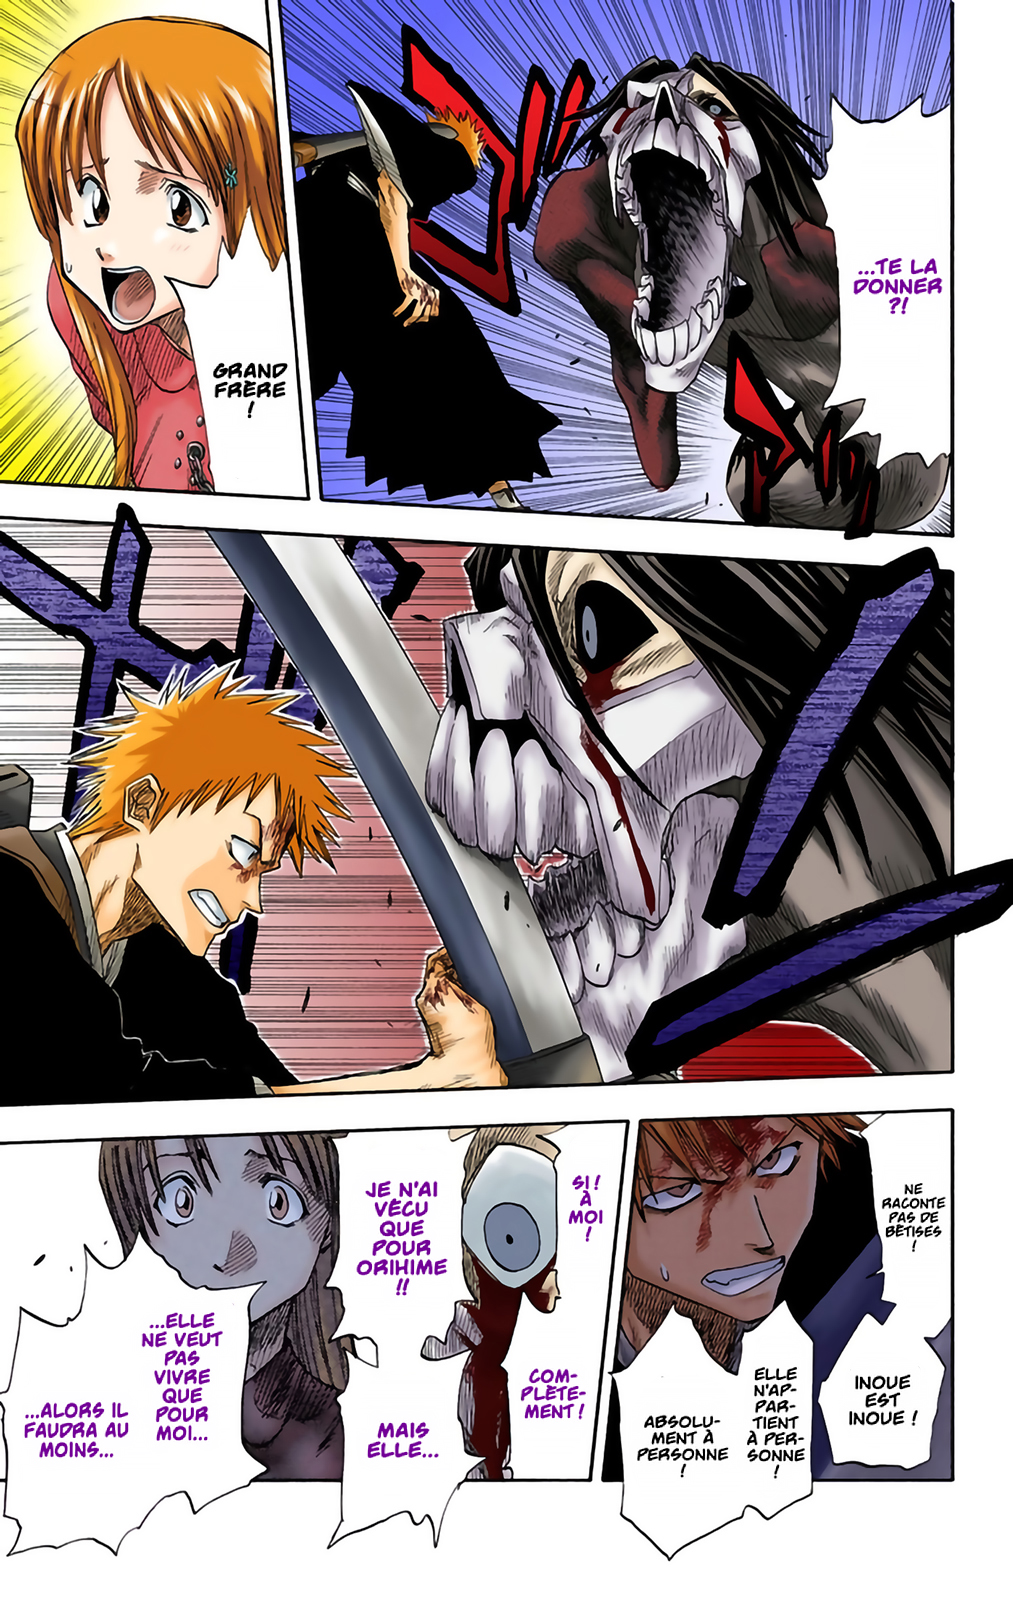 ...TE LA
DONNER
?!
GRAND
FRÈRE
!
NE
RACONTE
PAS DE
BÊTISES
!
INOUE
EST
INOUE !
ELLE
N'AP-
PAR-
TIENT
À PER-
SONNE !
ABSOLU-
MENT À
PERSONNE
!
SI !
À
MOI
!
COM-
PLÈTE-
MENT !
JE N'AI
VÉCU
QUE
POUR
ORIHIME
!!
MAIS
ELLE...
...ELLE
NE VEUT
PAS
VIVRE
QUE
POUR
MOI...
...ALORS IL
FAUDRA AU
MOINS...